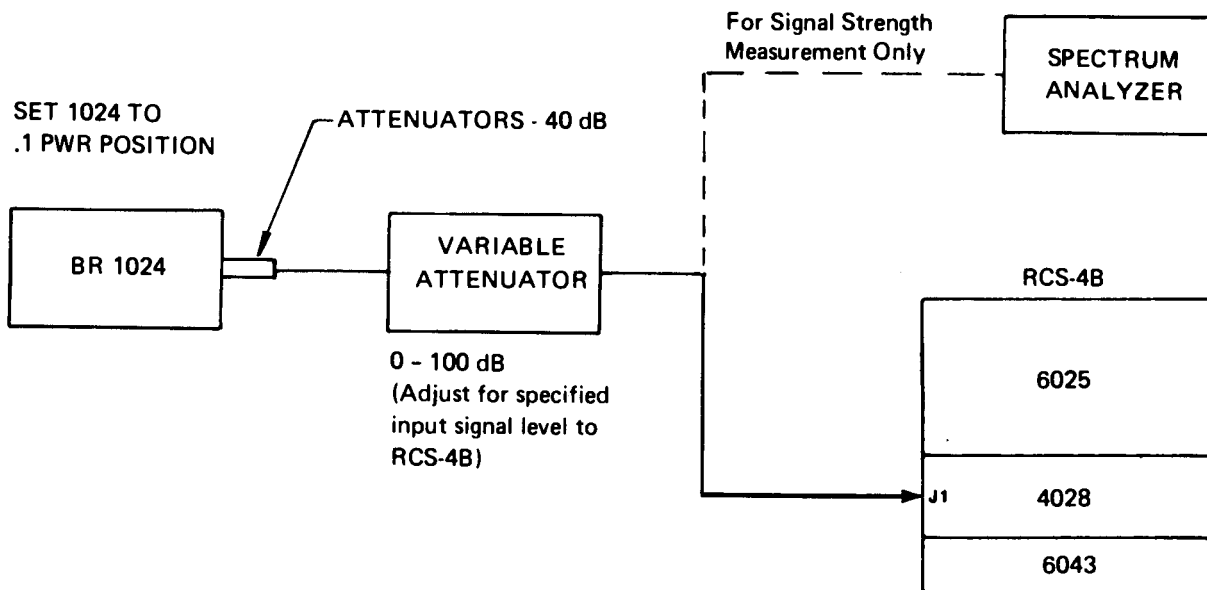 For Signal Strength
Measurement Only
SPECTRUM
ANALYZER
SET 1024 TO
.1 PWR POSITION
ATTENUATORS - 40 dB
BR 1024
VARIABLE
ATTENUATOR
0 - 100 dB
(Adjust for specified
input signal level to
RCS-4B)
RCS-4B
6025
J1
4028
6043